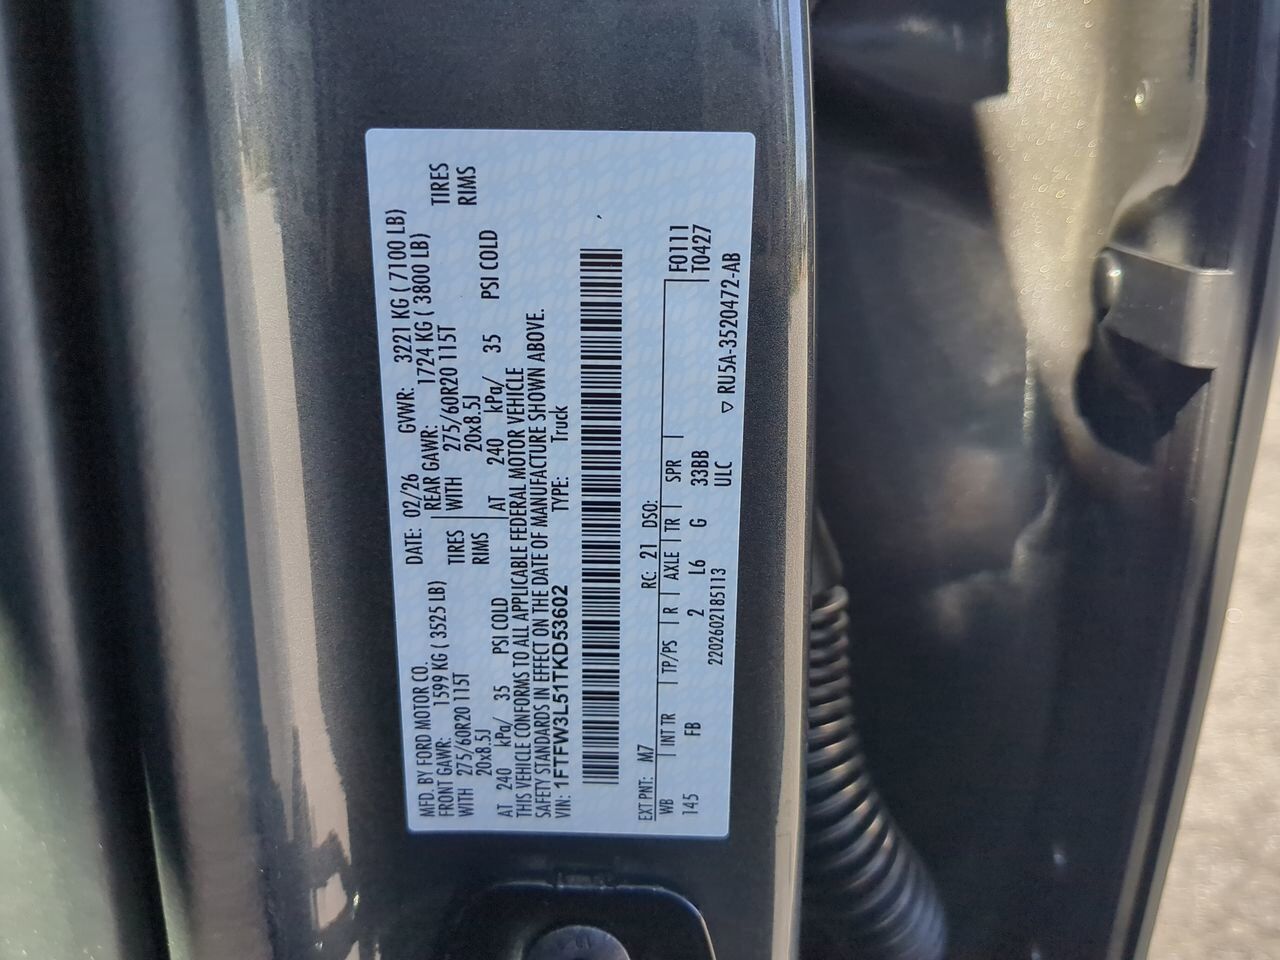 MFD. BY FORD MOTOR CO.
DATE: 02/26 GVWR: 3221 KG ( 7100 LB)
FRONT GAWR: 1599 KG ( 3525 LB)
REAR GAWR: 1724 KG ( 3800 LB)
WITH 275/60R20 115T TIRES
WITH 275/60R20 115T TIRES
20x8.5J RIMS
20x8.5J RIMS
AT 240 kPa/ 35 PSI COLD
AT 240 kPa/ 35 PSI COLD
THIS VEHICLE CONFORMS TO ALL APPLICABLE FEDERAL MOTOR VEHICLE
SAFETY STANDARDS IN EFFECT ON THE DATE OF MANUFACTURE SHOWN ABOVE.
VIN: 1FTFW3L51TKD53602 TYPE: Truck
EXT PNT: M7 RC: 21 DSO:
WB INT TR TP/PS R AXLE TR SPR F0111
145 FB 2 L6 G 33BB T0427
2202602185113 ULC ▽ RU5A-3520472-AB